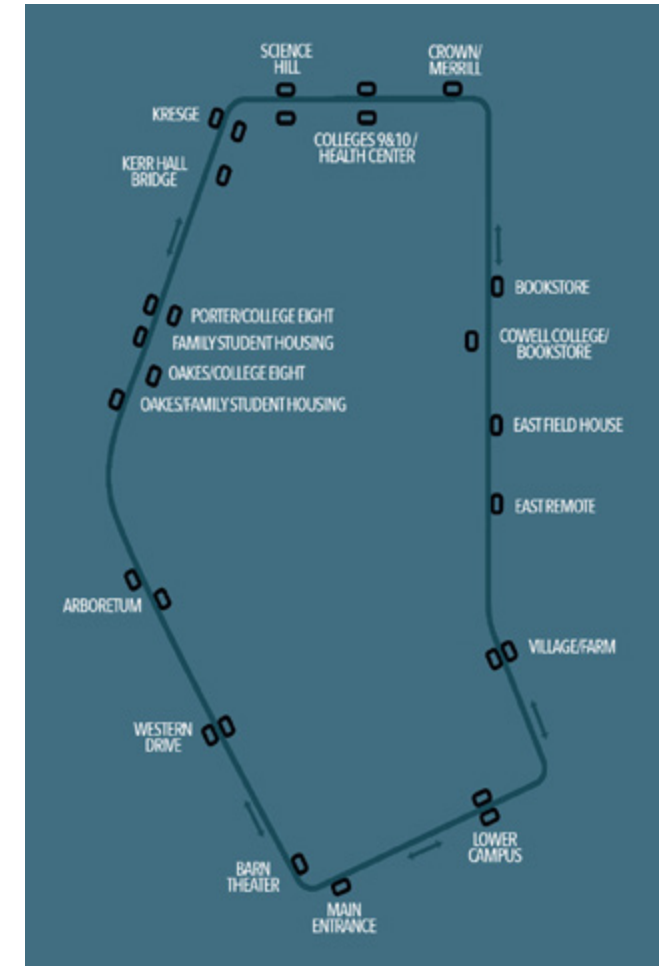 SCIENCE
HILL
CROWN/
MERRILL
KRESGE
COLLEGES 9&10 /
HEALTH CENTER
KERR HALL
BRIDGE
BOOKSTORE
PORTER/COLLEGE EIGHT
COWELL COLLEGE/
BOOKSTORE
FAMILY STUDENT HOUSING
OAKES/COLLEGE EIGHT
OAKES/FAMILY STUDENT HOUSING
EAST FIELD HOUSE
EAST REMOTE
ARBORETUM
VILLAGE/FARM
WESTERN
DRIVE
LOWER
CAMPUS
BARN
THEATER
MAIN
ENTRANCE